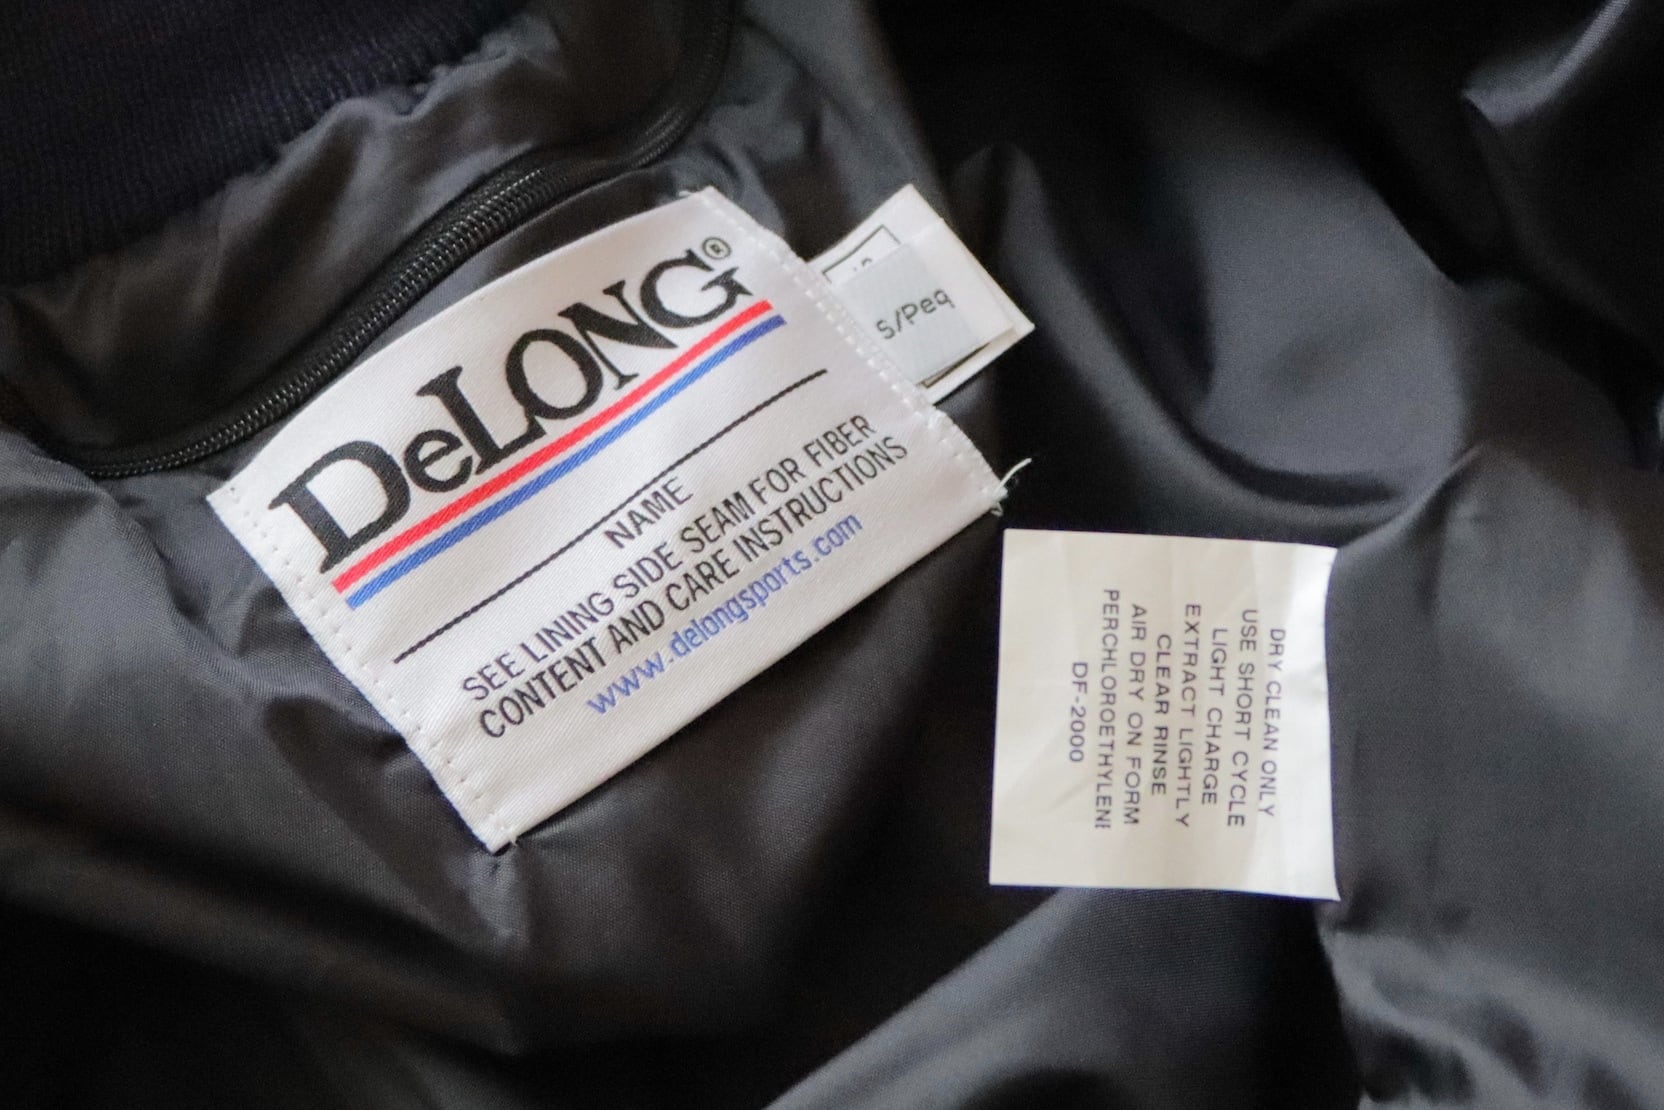 DeLONG®
NAME
SEE LINING SIDE SEAM FOR FIBER
CONTENT AND CARE INSTRUCTIONS
www.delongsports.com
S/Peq
DRY CLEAN ONLY
USE SHORT CYCLE
LIGHT CHARGE
EXTRACT LIGHTLY
CLEAR RINSE
AIR DRY ON FORM
PERCHLOROETHYLENE
DF-2000